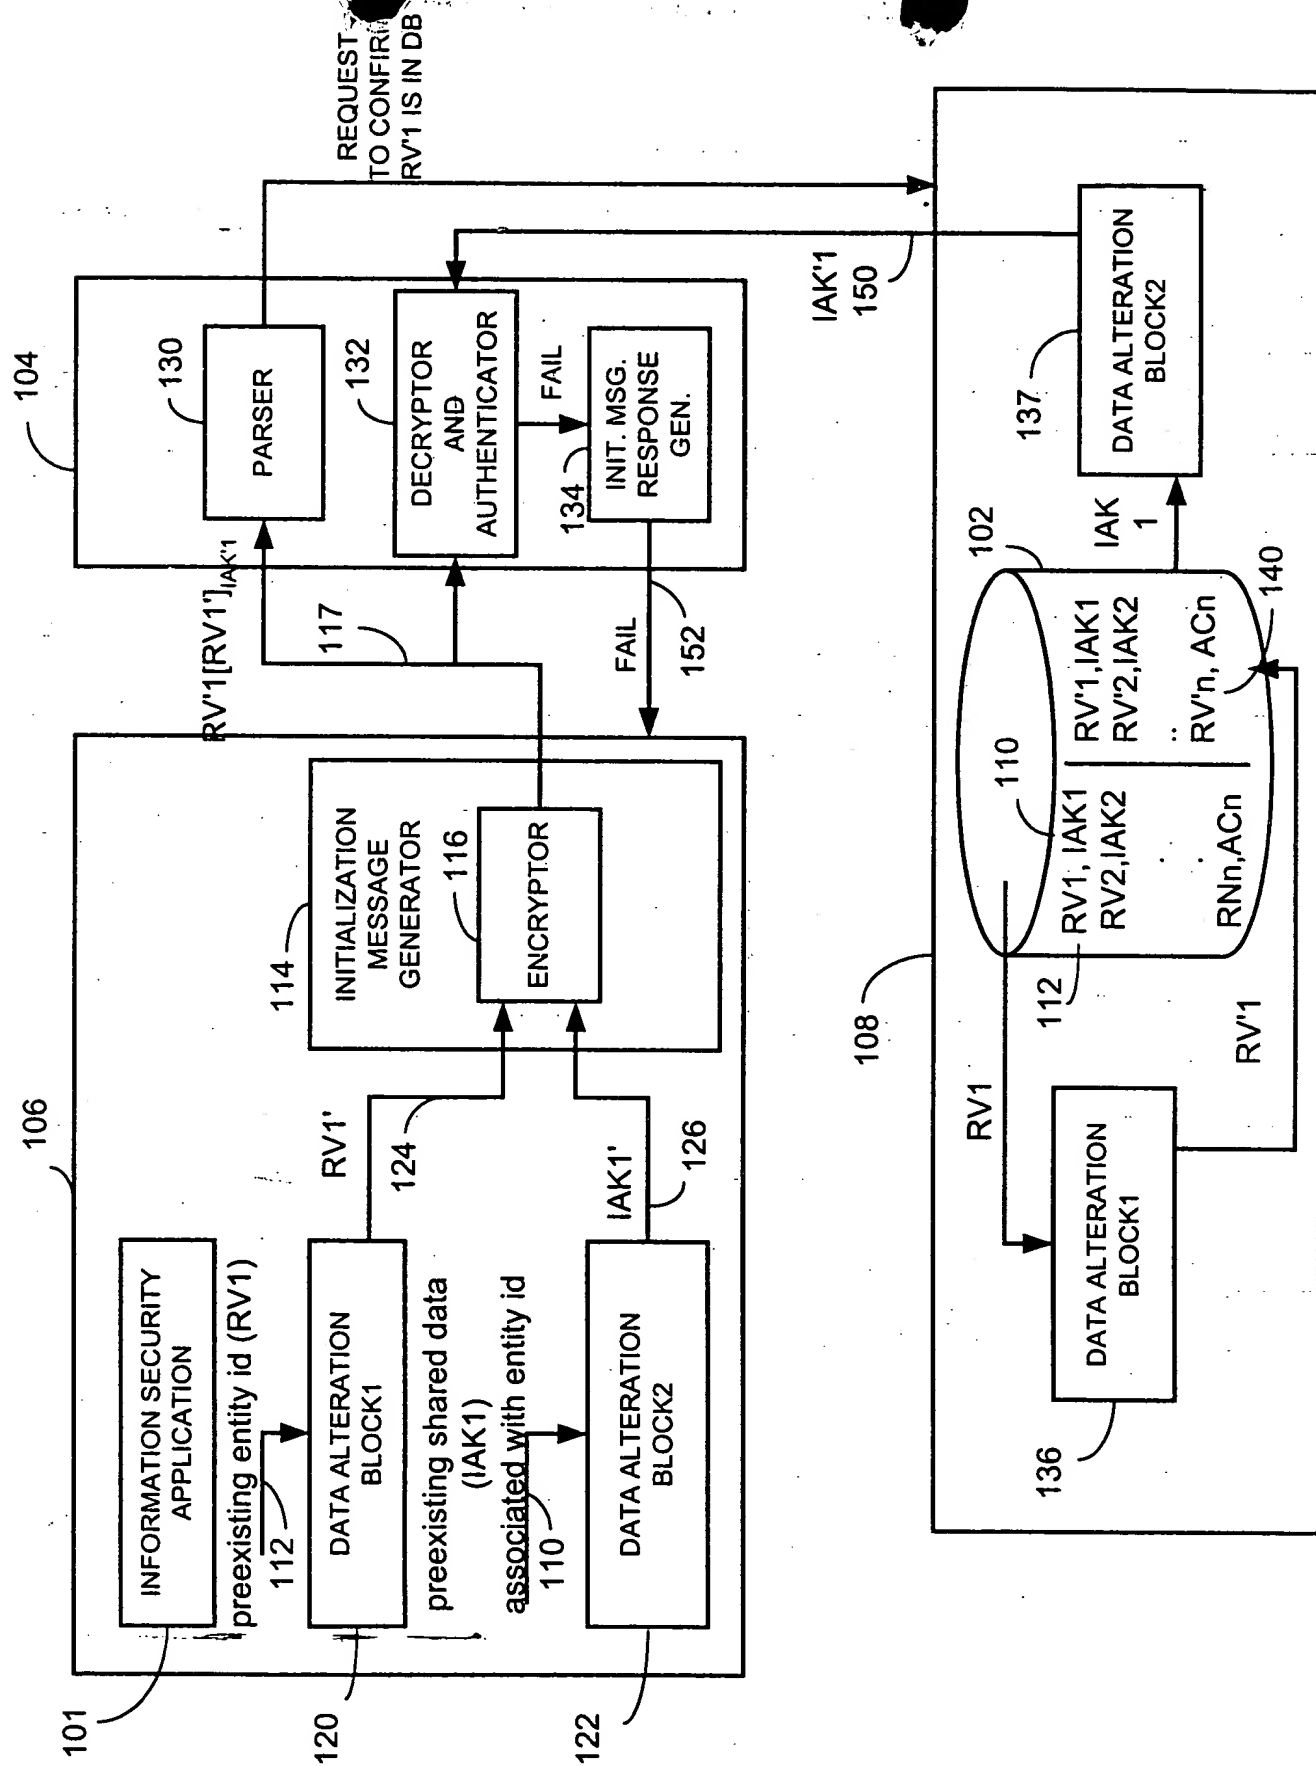 106
101
INFORMATION SECURITY
APPLICATION
preexisting entity id (RV1)
112
120
DATA ALTERATION
BLOCK1
RV1'
124
preexisting shared data
(IAK1)
associated with entity id
110
122
DATA ALTERATION
BLOCK2
IAK1'
126
114
INITIALIZATION
MESSAGE
GENERATOR
116
ENCRYPTOR
RV'1[RV1']IAK'1
117
FAIL
152
104
130
PARSER
132
DECRYPTOR
AND
AUTHENTICATOR
FAIL
134
INIT. MSG.
RESPONSE
GEN.
REQUEST
TO CONFIRM
RV'1 IS IN DB
IAK'1
150
108
136
DATA ALTERATION
BLOCK1
RV1
RV'1
112
110
RV1, IAK1
RV2,IAK2
. .
RNn,ACn
RV'1,IAK1
RV'2,IAK2
..
RV'n, ACn
102
140
IAK
1
137
DATA ALTERATION
BLOCK2